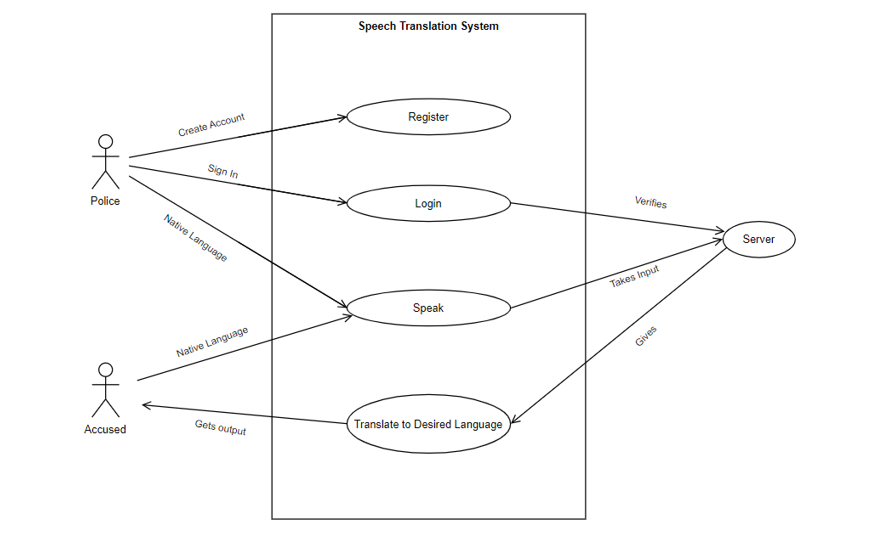 Speech Translation System
Create Account
Register
Police
Sign In
Login
Verifies
Server
Native Language
Speak
Takes Input
Native Language
Gives
Accused
Gets output
Translate to Desired Language